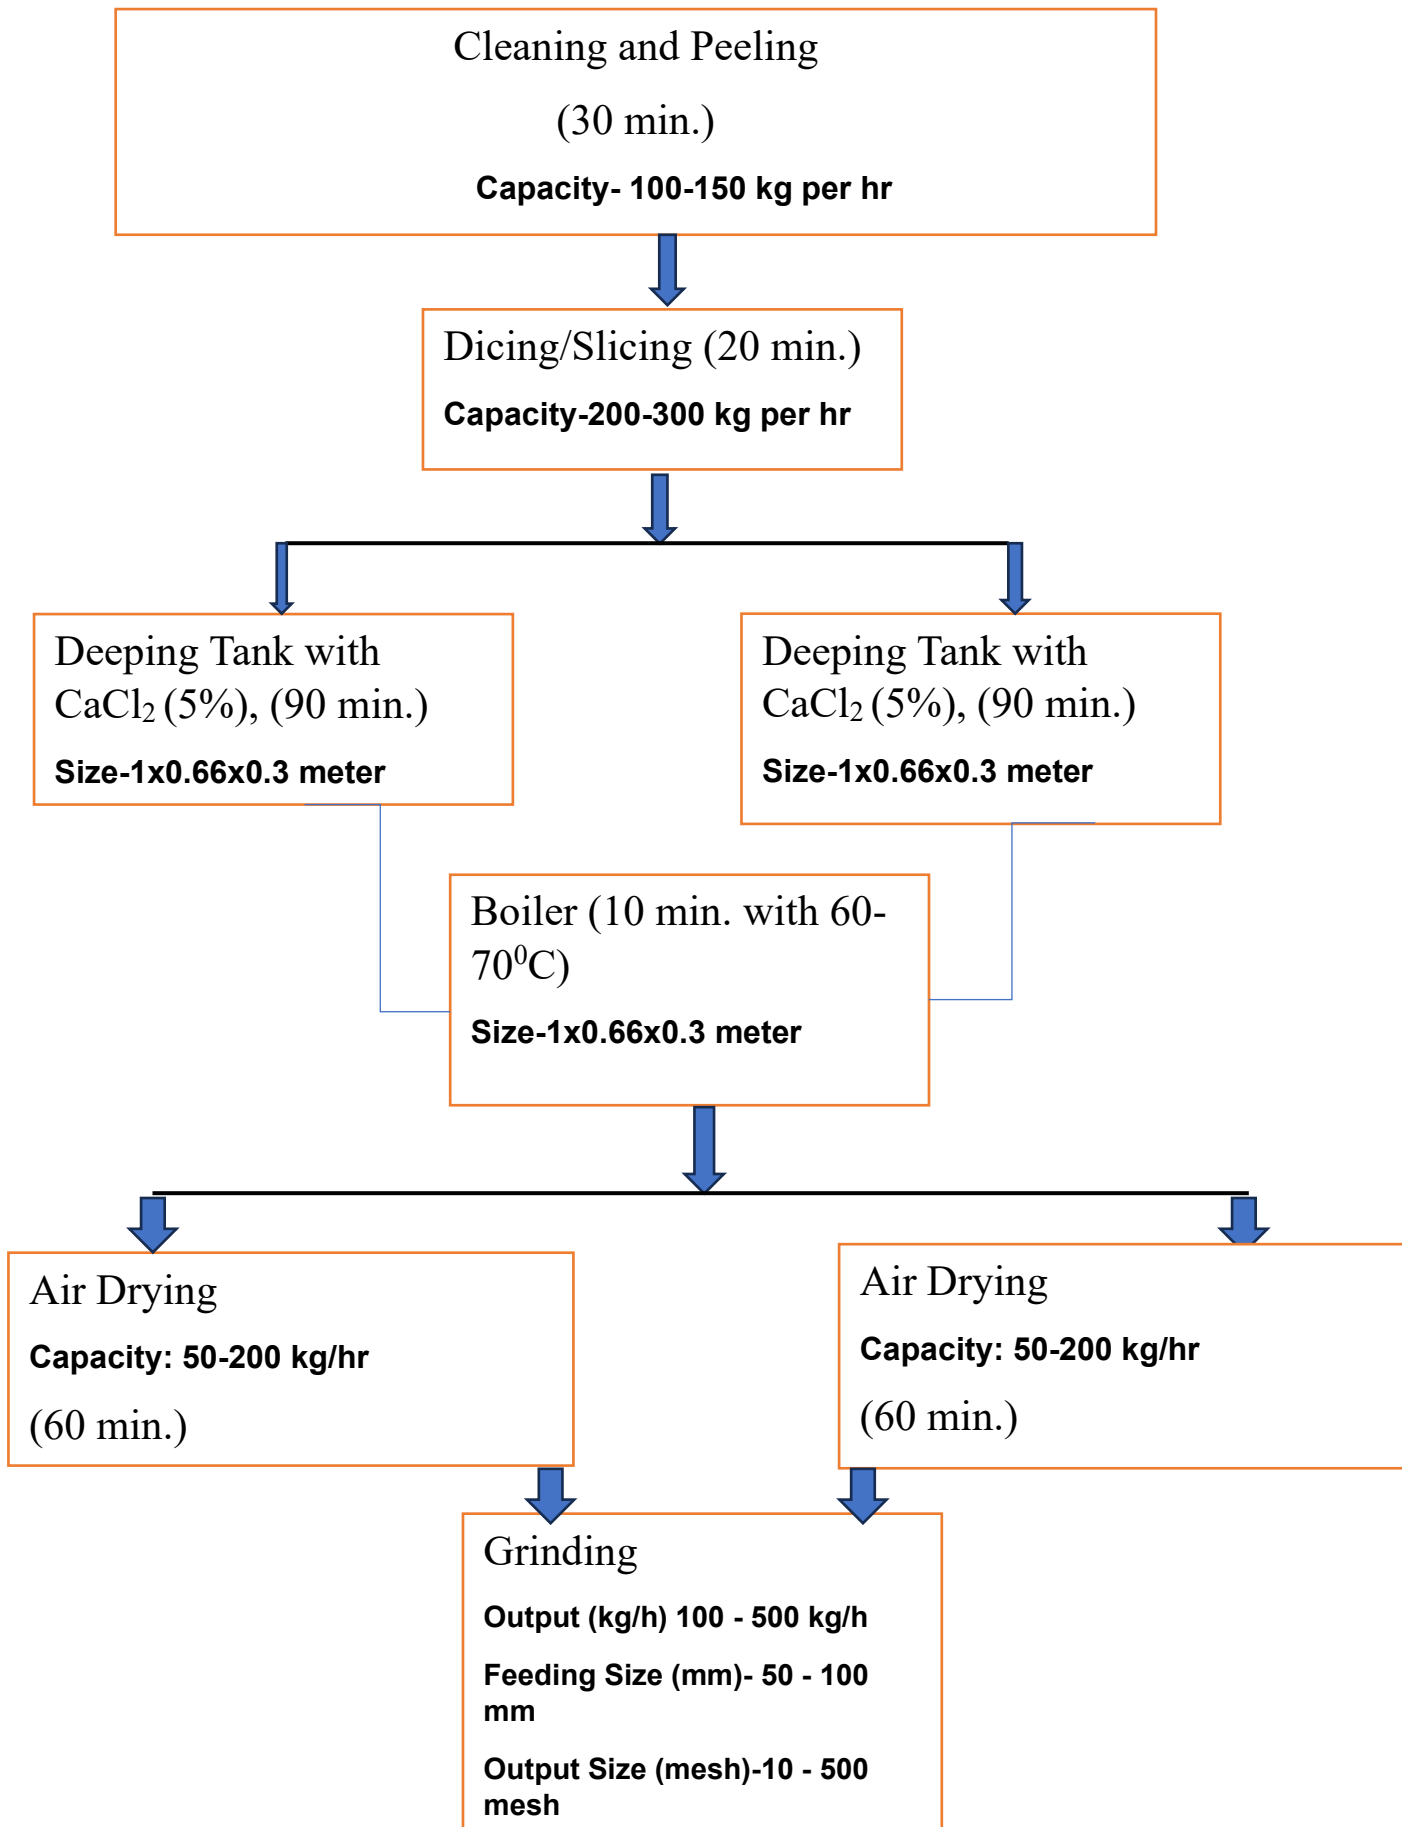 Cleaning and Peeling
(30 min.)
Capacity- 100-150 kg per hr
Dicing/Slicing (20 min.)
Capacity-200-300 kg per hr
Deeping Tank with
CaCl₂ (5%), (90 min.)
Size-1x0.66x0.3 meter
Deeping Tank with
CaCl₂ (5%), (90 min.)
Size-1x0.66x0.3 meter
Boiler (10 min. with 60-
70⁰C)
Size-1x0.66x0.3 meter
Air Drying
Capacity: 50-200 kg/hr
(60 min.)
Air Drying
Capacity: 50-200 kg/hr
(60 min.)
Grinding
Output (kg/h) 100 - 500 kg/h
Feeding Size (mm)- 50 - 100
mm
Output Size (mesh)-10 - 500
mesh